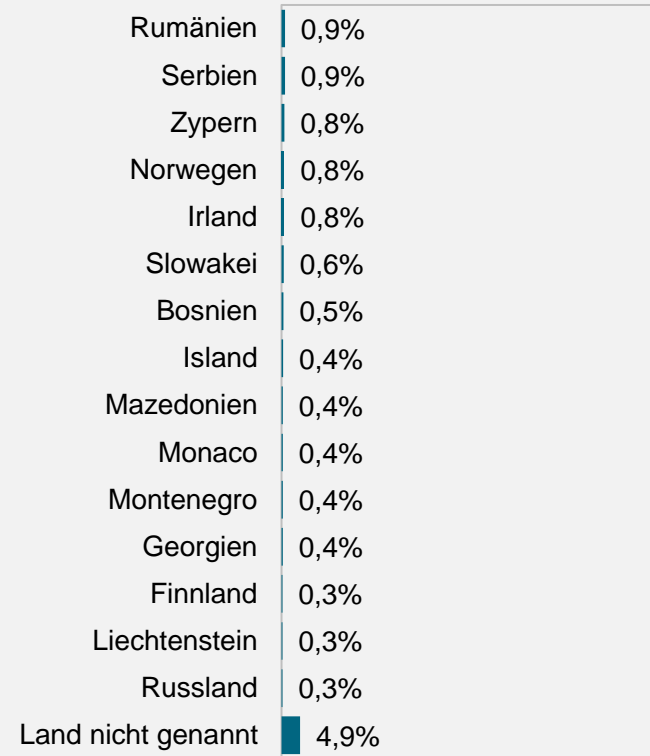 Rumänien 0,9%
Serbien 0,9%
Zypern 0,8%
Norwegen 0,8%
Irland 0,8%
Slowakei 0,6%
Bosnien 0,5%
Island 0,4%
Mazedonien 0,4%
Monaco 0,4%
Montenegro 0,4%
Georgien 0,4%
Finnland 0,3%
Liechtenstein 0,3%
Russland 0,3%
Land nicht genannt 4,9%